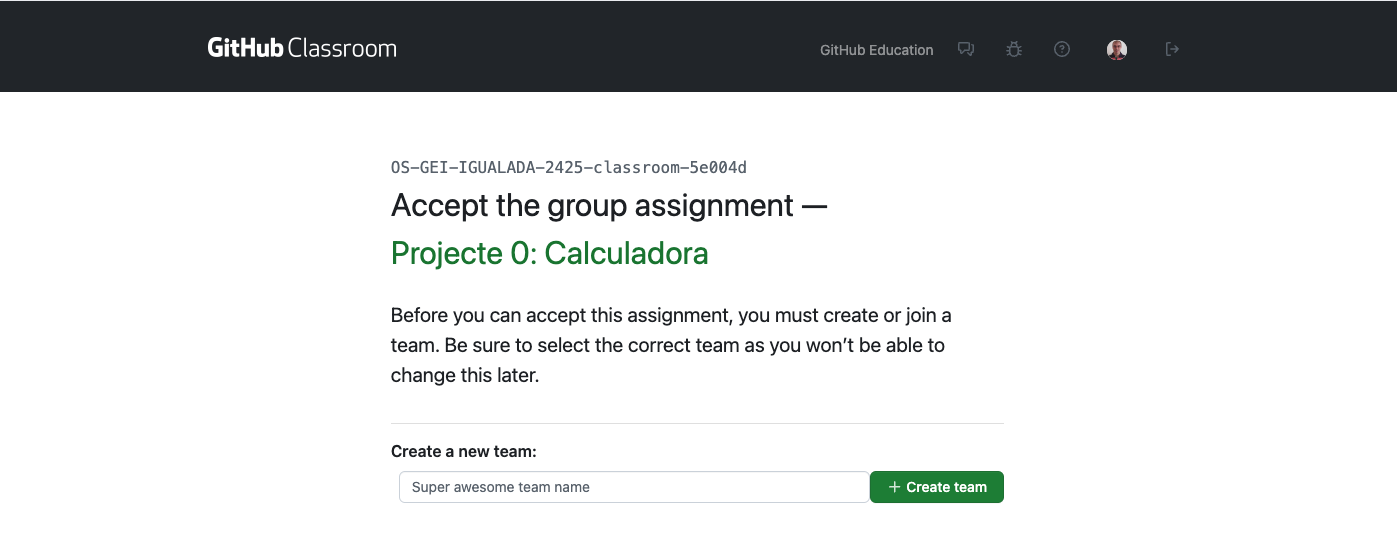 GitHub Classroom
GitHub Education
OS-GEI-IGUALADA-2425-classroom-5e004d
Accept the group assignment —
Projecte 0: Calculadora
Before you can accept this assignment, you must create or join a
team. Be sure to select the correct team as you won’t be able to
change this later.
Create a new team:
Super awesome team name
+ Create team